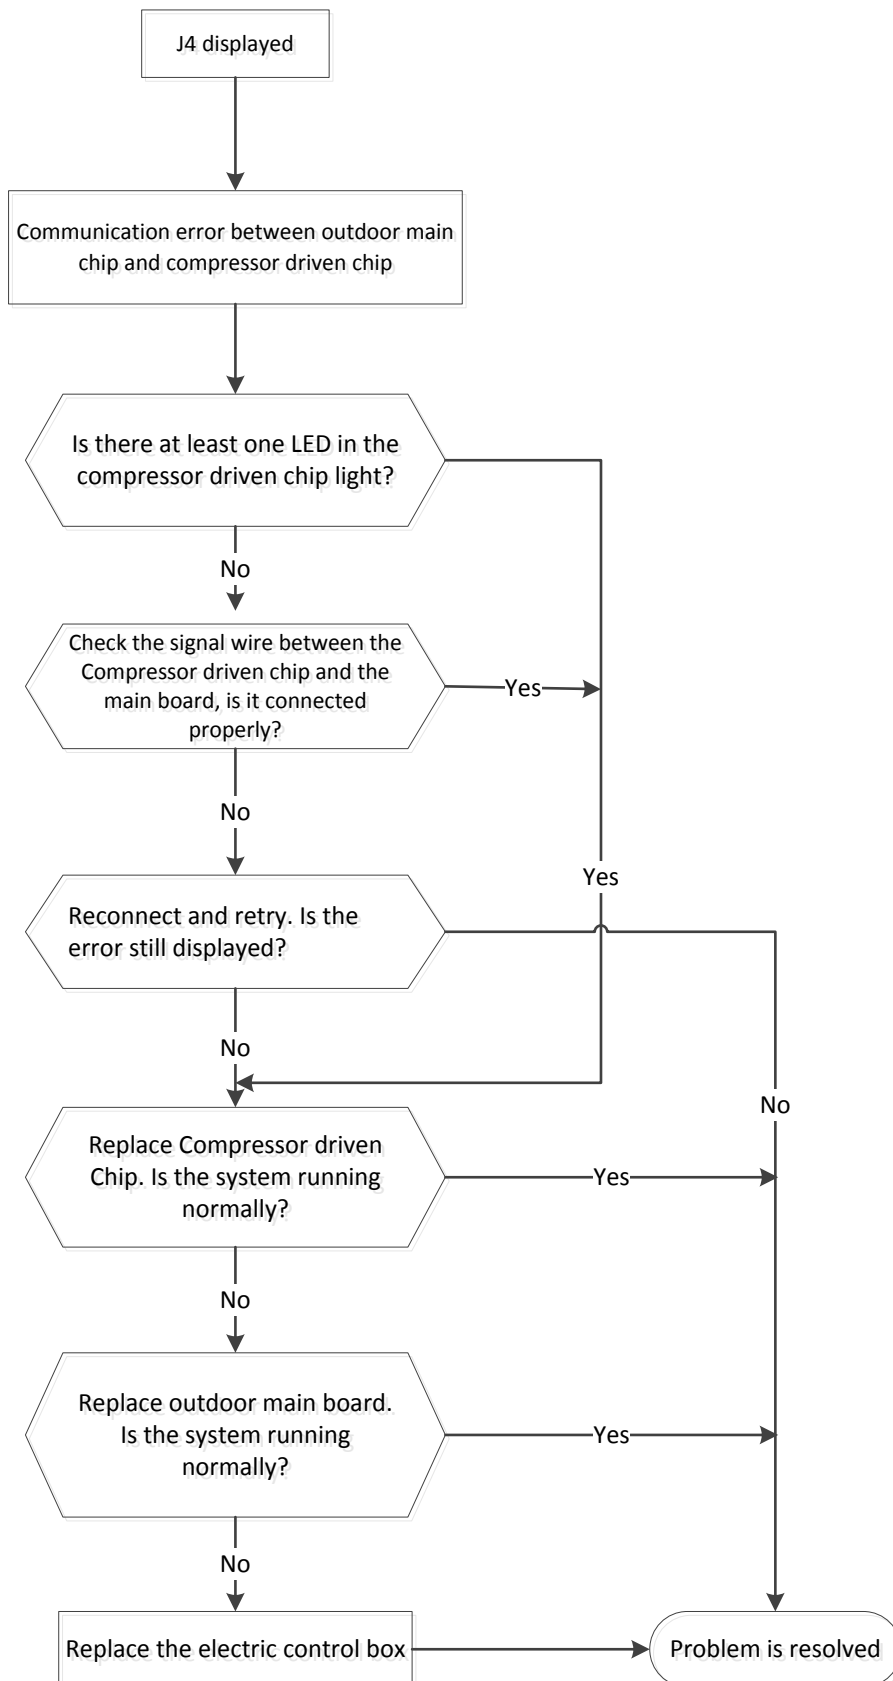 J4 displayed
Communication error between outdoor main
chip and compressor driven chip
Is there at least one LED in the
compressor driven chip light?
No
Check the signal wire between the
Compressor driven chip and the
main board, is it connected
properly?
Yes
No
Yes
Reconnect and retry. Is the
error still displayed?
No
No
Replace Compressor driven
Chip. Is the system running
normally?
Yes
No
Replace outdoor main board.
Is the system running
normally?
Yes
No
Replace the electric control box
Problem is resolved